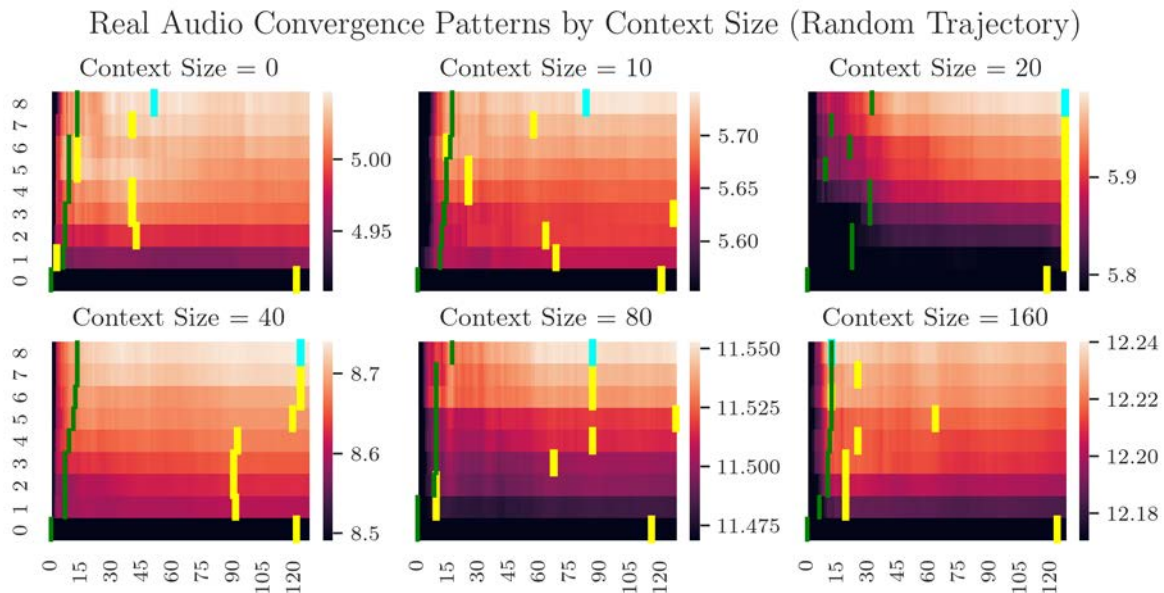 Real Audio Convergence Patterns by Context Size (Random Trajectory)
Context Size = 0
Context Size = 10
Context Size = 20
0 1 2 3 4 5 6 7 8
5.00
4.95
5.70
5.65
5.60
5.9
5.8
Context Size = 40
Context Size = 80
Context Size = 160
0 1 2 3 4 5 6 7 8
8.7
8.6
8.5
11.550
11.525
11.500
11.475
12.24
12.22
12.20
12.18
0 15 30 45 60 75 90 105 120
0 15 30 45 60 75 90 105 120
0 15 30 45 60 75 90 105 120